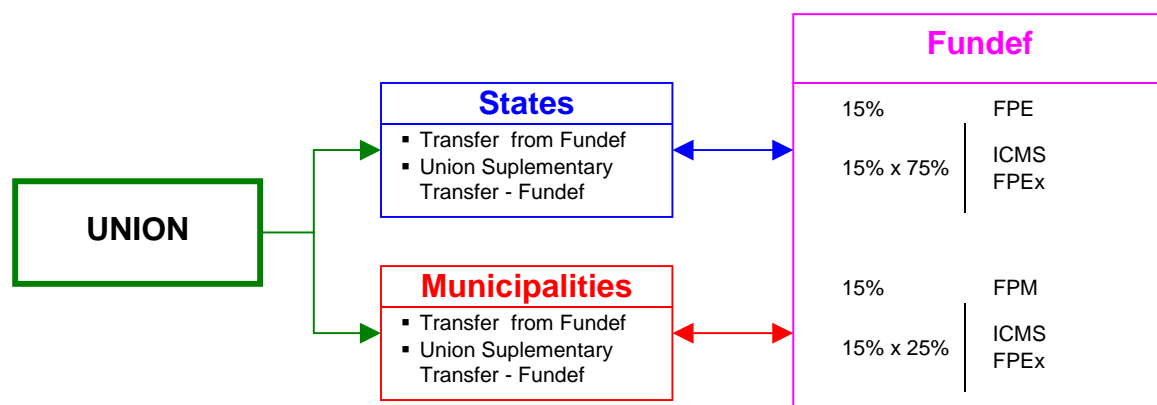 Fundef
States
▪ Transfer from Fundef
▪ Union Suplementary
Transfer - Fundef
15% FPE
15% x 75% ICMS
FPEx
UNION
Municipalities
▪ Transfer from Fundef
▪ Union Suplementary
Transfer - Fundef
15% FPM
15% x 25% ICMS
FPEx